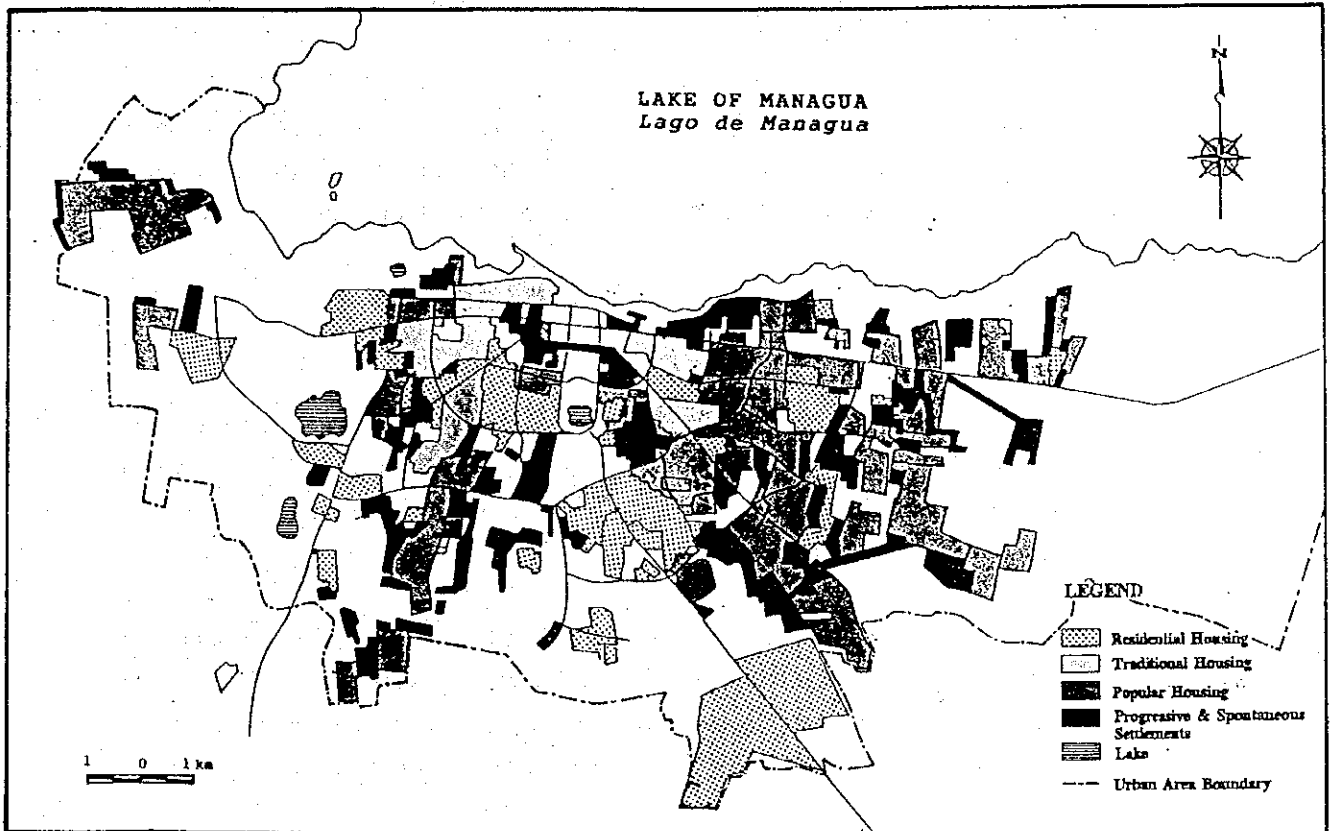 LAKE OF MANAGUA
Lago de Managua
N
LEGEND
Residential Housing
Traditional Housing
Popular Housing
Progressive & Spontaneous
Settlements
Lake
Urban Area Boundary
1 0 1 km